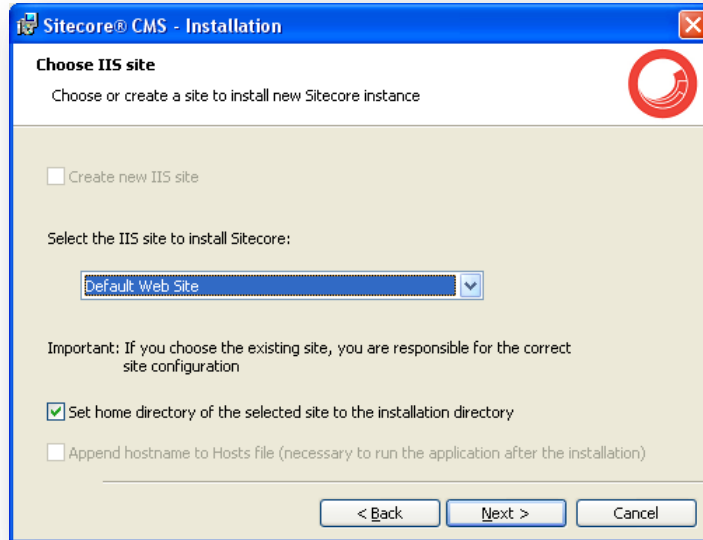 Sitecore® CMS - Installation
Choose IIS site
Choose or create a site to install new Sitecore instance
Create new IIS site
Select the IIS site to install Sitecore:
Default Web Site
Important: If you choose the existing site, you are responsible for the correct
site configuration
Set home directory of the selected site to the installation directory
Append hostname to Hosts file (necessary to run the application after the installation)
< Back
Next >
Cancel